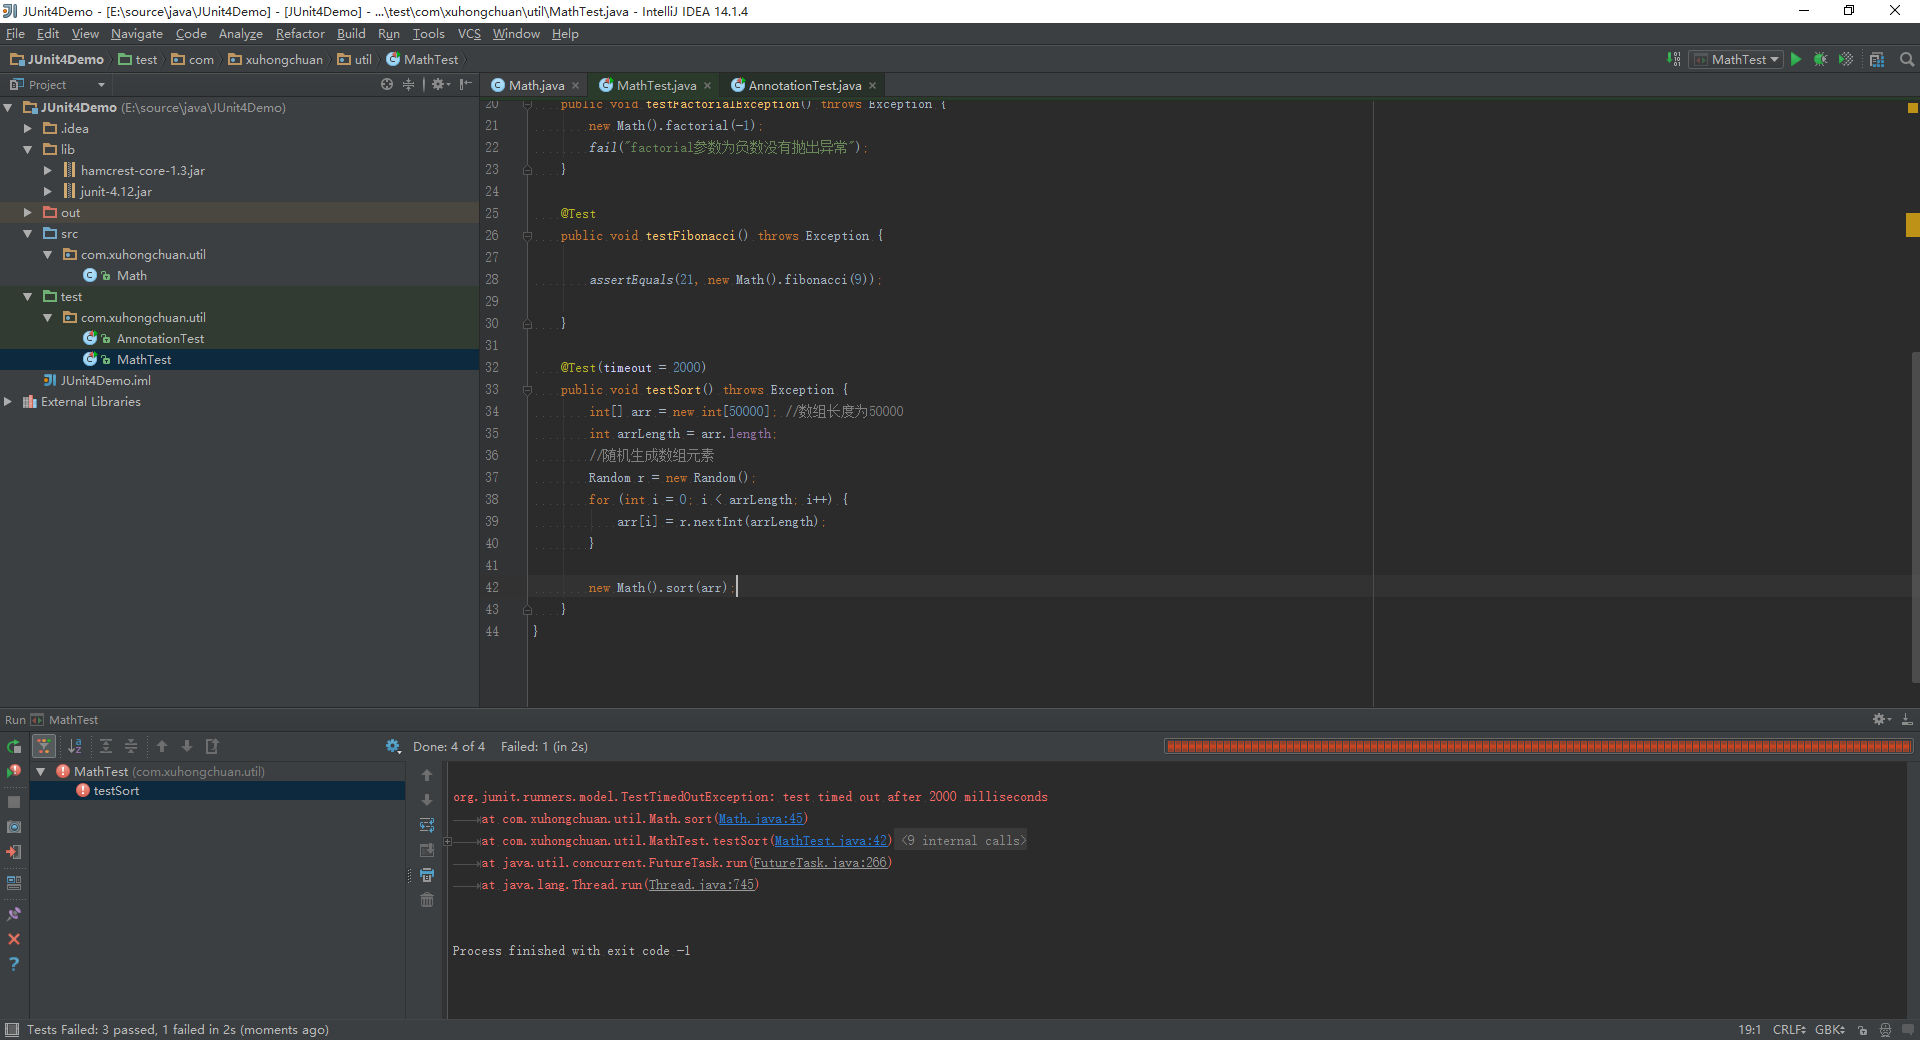 JUnit4Demo - [E:\source\java\JUnit4Demo] - [JUnit4Demo] - ...\test\com\xuhongchuan\util\MathTest.java - IntelliJ IDEA 14.1.4
File Edit View Navigate Code Analyze Refactor Build Run Tools VCS Window Help
JUnit4Demo test com xuhongchuan util MathTest
MathTest
Project
Math.java MathTest.java AnnotationTest.java
JUnit4Demo (E:\source\java\JUnit4Demo)
.idea
lib
hamcrest-core-1.3.jar
junit-4.12.jar
out
src
com.xuhongchuan.util
Math
test
com.xuhongchuan.util
AnnotationTest
MathTest
JUnit4Demo.iml
External Libraries
20 public void testFactorialException() throws Exception {
21 new Math().factorial(-1);
22 fail("factorial参数为负数没有抛出异常");
23 }
24
25 @Test
26 public void testFibonacci() throws Exception {
27
28 assertEquals(21, new Math().fibonacci(9));
29
30 }
31
32 @Test(timeout = 2000)
33 public void testSort() throws Exception {
34 int[] arr = new int[50000]; //数组长度为50000
35 int arrLength = arr.length;
36 //随机生成数组元素
37 Random r = new Random();
38 for (int i = 0; i < arrLength; i++) {
39 arr[i] = r.nextInt(arrLength);
40 }
41
42 new Math().sort(arr);
43 }
44 }
Run MathTest
Done: 4 of 4 Failed: 1 (in 2s)
MathTest (com.xuhongchuan.util)
testSort
org.junit.runners.model.TestTimedOutException: test timed out after 2000 milliseconds
at com.xuhongchuan.util.Math.sort(Math.java:45)
at com.xuhongchuan.util.MathTest.testSort(MathTest.java:42) <9 internal calls>
at java.util.concurrent.FutureTask.run(FutureTask.java:266)
at java.lang.Thread.run(Thread.java:745)
Process finished with exit code -1
Tests Failed: 3 passed, 1 failed in 2s (moments ago)
19:1 CRLF GBK